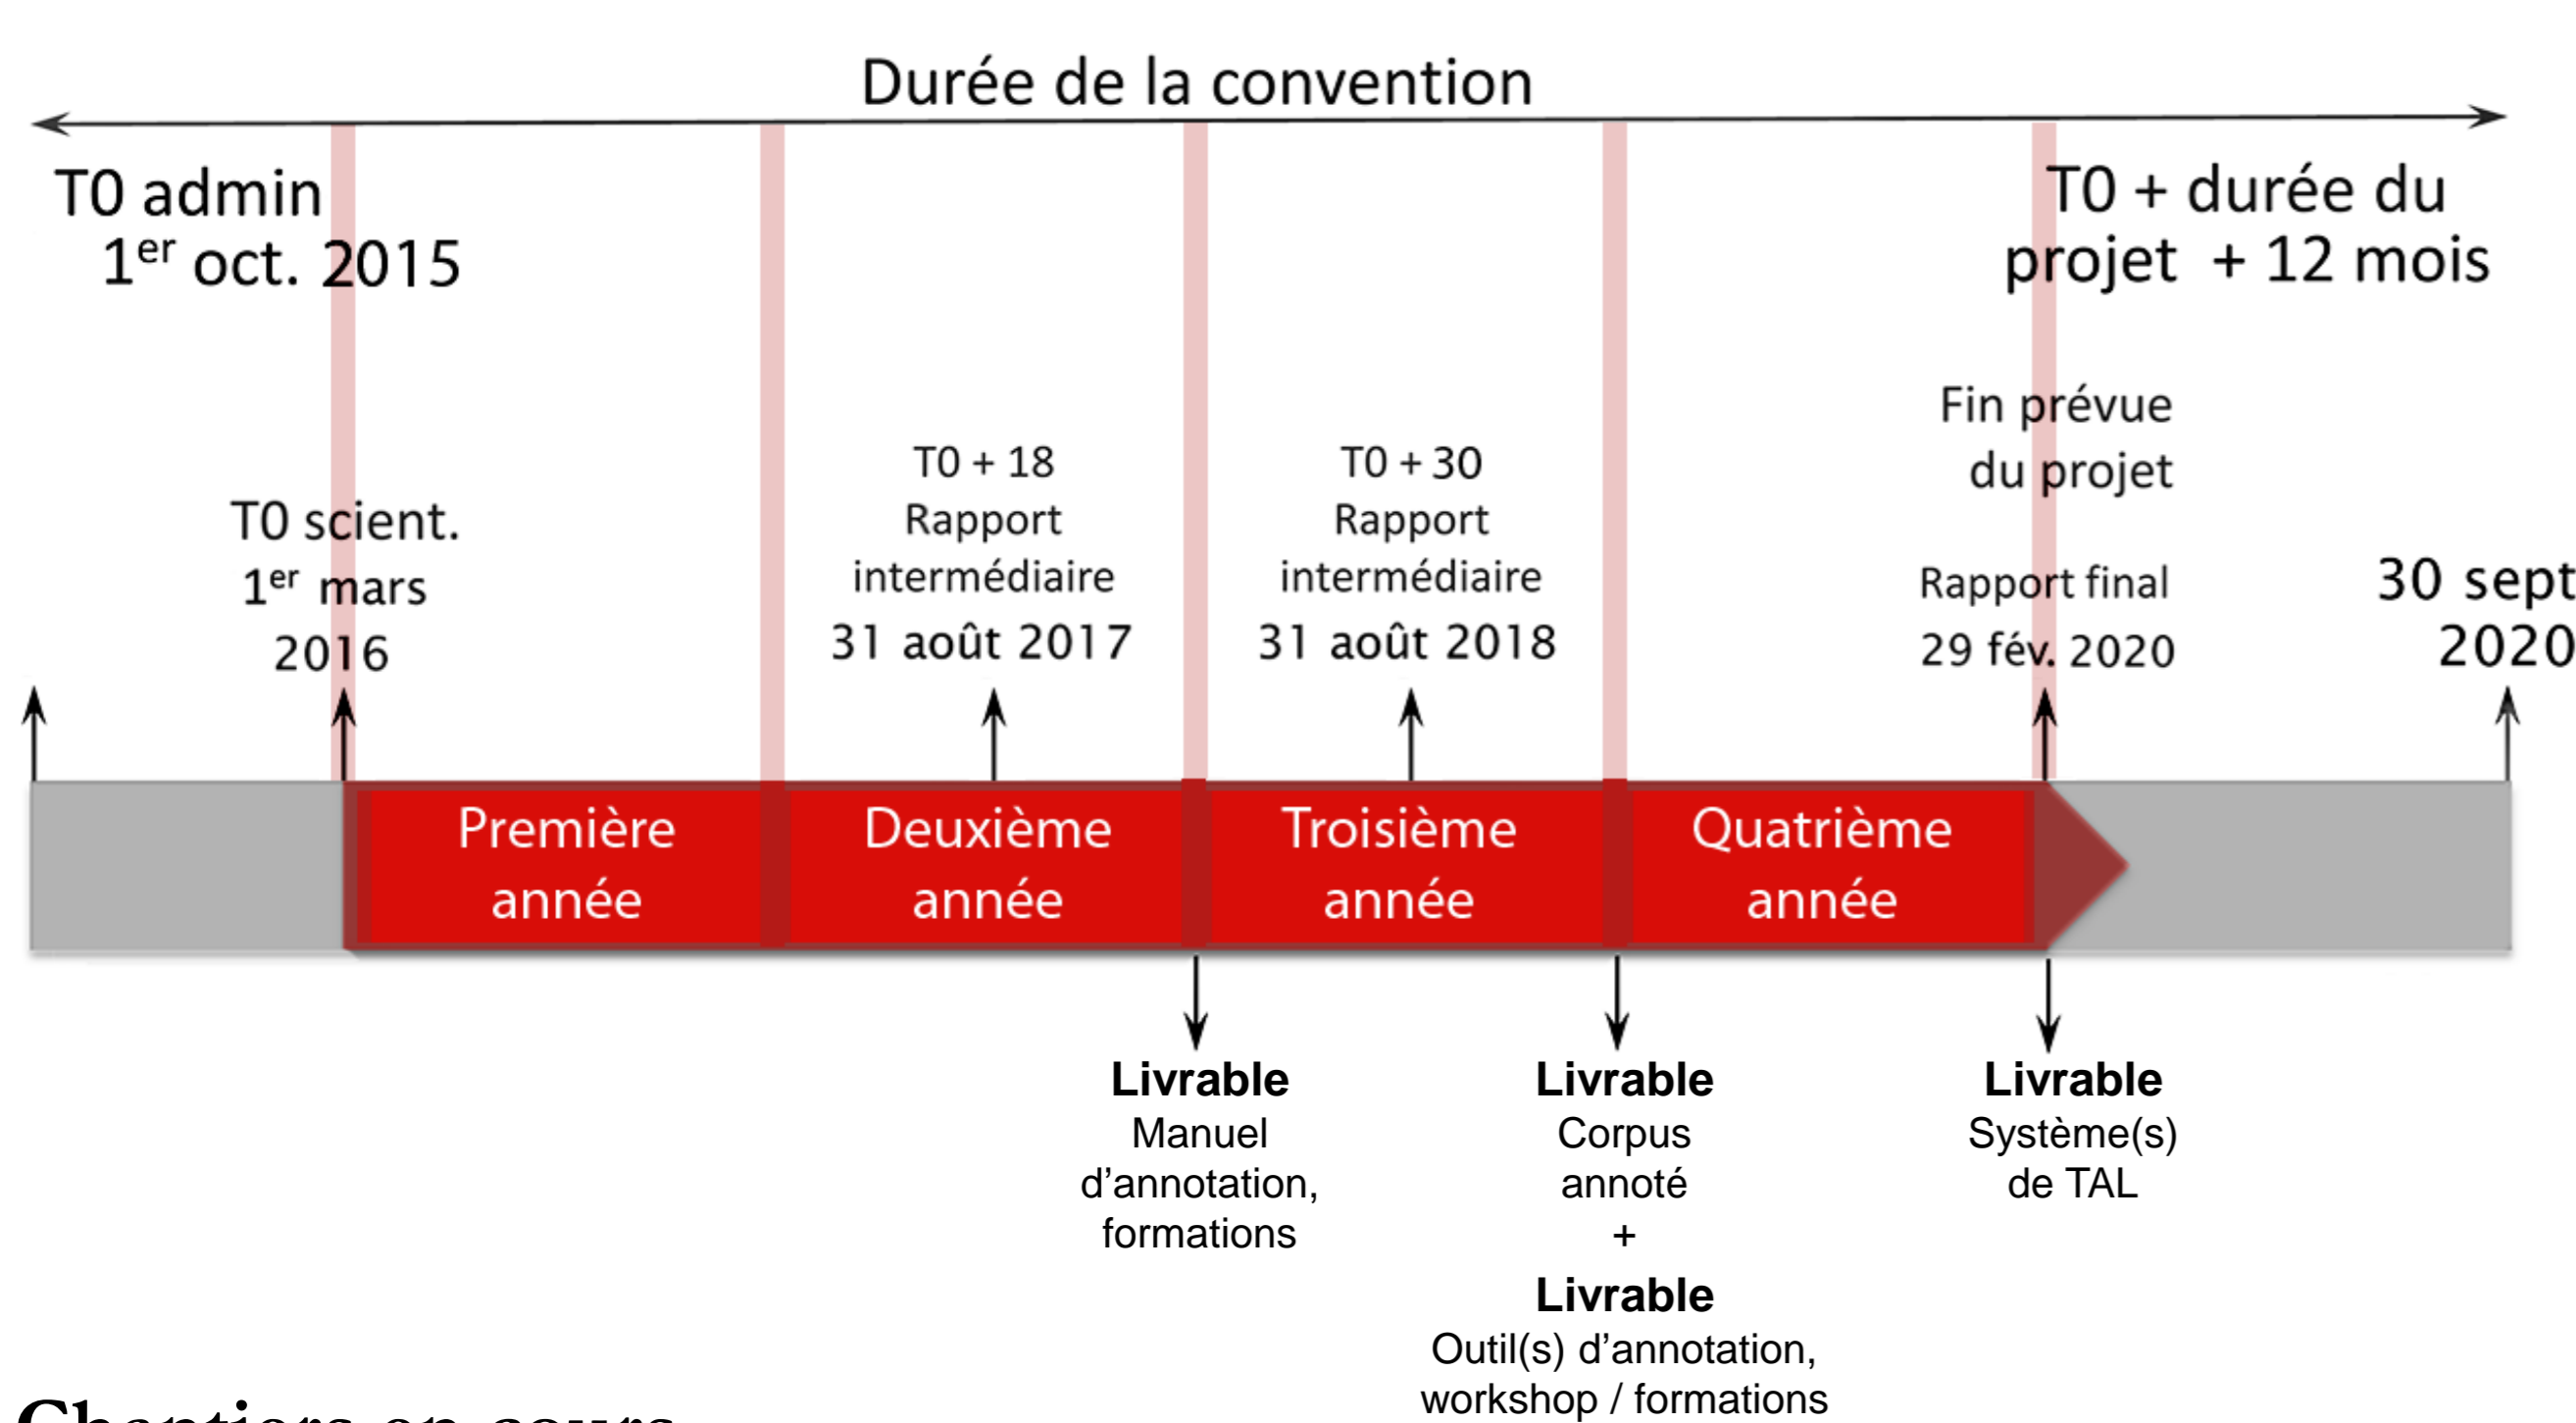 Durée de la convention
T0 admin
1er oct. 2015
T0 + durée du
projet + 12 mois
T0 scient.
1er mars
2016
T0 + 18
Rapport
intermédiaire
31 août 2017
T0 + 30
Rapport
intermédiaire
31 août 2018
Fin prévue
du projet
Rapport final
29 fév. 2020
30 sept
2020
Première
année
Deuxième
année
Troisième
année
Quatrième
année
Livrable
Manuel
d’annotation,
formations
Livrable
Corpus
annoté
+
Livrable
Outil(s) d’annotation,
workshop / formations
Livrable
Système(s)
de TAL
Chantiers en cours